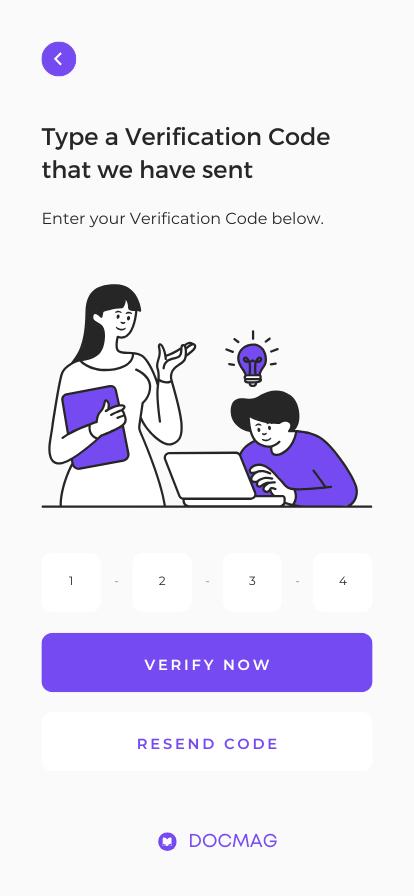 Type a Verification Code
that we have sent
Enter your Verification Code below.
1 - 2 - 3 - 4
VERIFY NOW
RESEND CODE
DOCMAG